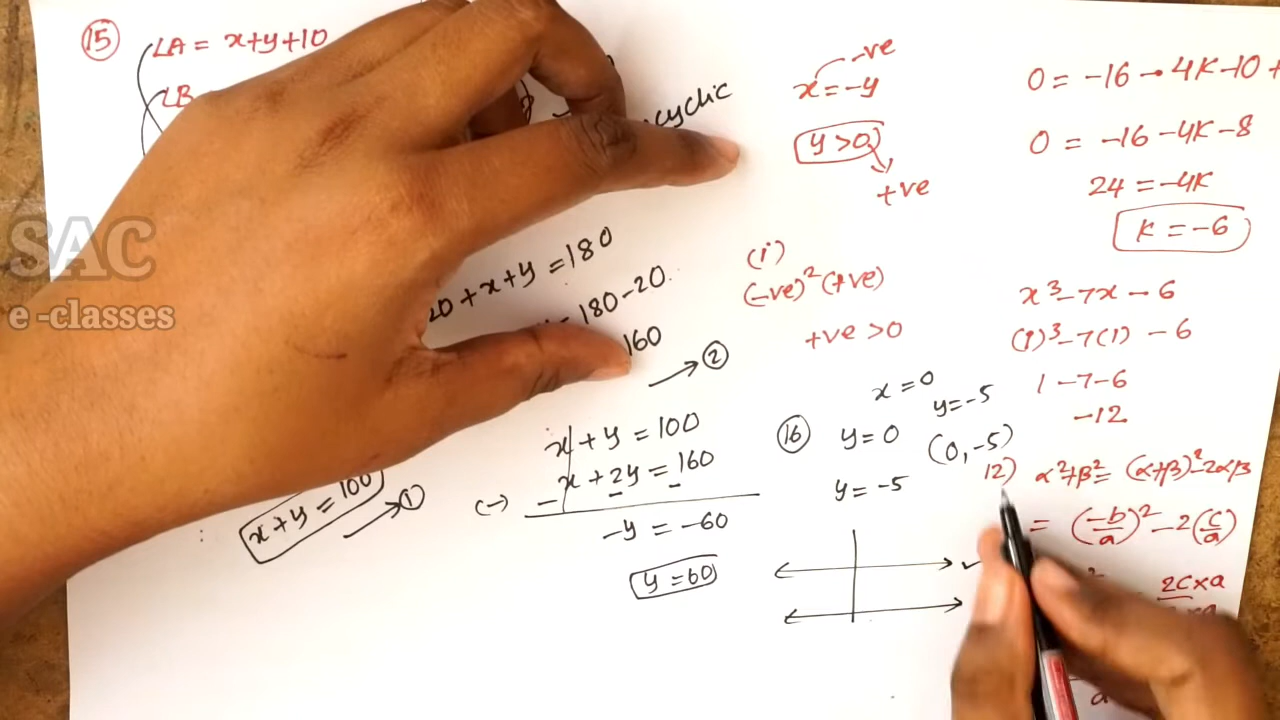 15
∠A = x+y+10
∠B
cyclic
20 + x + y = 180
180 - 20
160
→ 2
x + y = 100
x + 2y = 160
(-) -  -  -
-y = -60
y = 60
x + y = 100
→ 1
SAC
e-classes
-ve
x = -y
y > 0
+ve
(i)
(-ve)² (+ve)
+ve > 0
16
x = 0
y = 0
y = -5
y = -5
(0, -5)
0 = -16 - 4K - 10 +
0 = -16 - 4K - 8
24 = -4K
K = -6
x³ - 7x - 6
(1)³ - 7(1) - 6
1 - 7 - 6
-12
12) α² + β² = (α+β)² - 2αβ
= (-b/a)² - 2(c/a)
2C × a